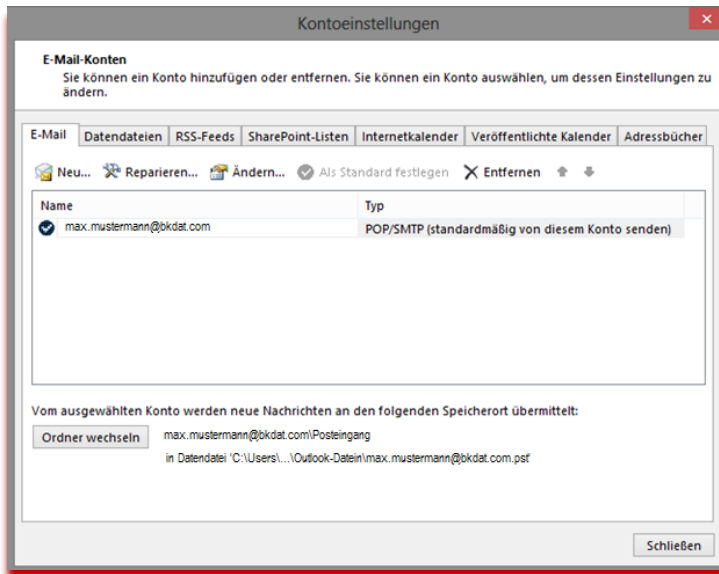 Kontoeinstellungen
E-Mail-Konten
Sie können ein Konto hinzufügen oder entfernen. Sie können ein Konto auswählen, um dessen Einstellungen zu
ändern.
E-Mail Datendateien RSS-Feeds SharePoint-Listen Internetkalender Veröffentlichte Kalender Adressbücher
Neu... Reparieren... Ändern... Als Standard festlegen Entfernen
Name Typ
max.mustermann@bkdat.com POP/SMTP (standardmäßig von diesem Konto senden)
Vom ausgewählten Konto werden neue Nachrichten an den folgenden Speicherort übermittelt:
Ordner wechseln max.mustermann@bkdat.com\Posteingang
in Datendatei 'C:\Users\...\Outlook-Datein\max.mustermann@bkdat.com.pst'
Schließen